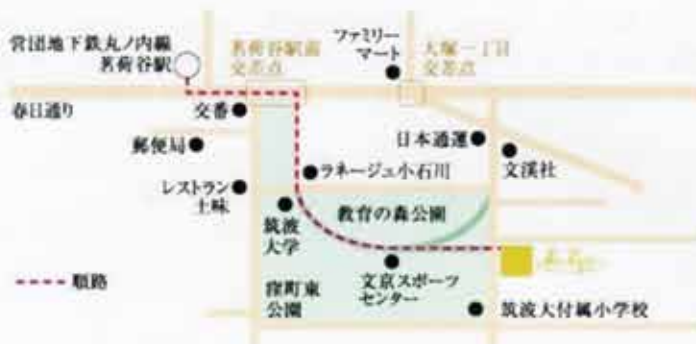 営団地下鉄丸ノ内線
茗荷谷駅
茗荷谷駅前
交差点
ファミリー
マート
大塚一丁目
交差点
春日通り
交番
郵便局
日本通運
文渓社
ラネージュ小石川
レストラン
土味
筑波
大学
教育の森公園
文京スポーツ
センター
窪町東
公園
筑波大付属小学校
順路